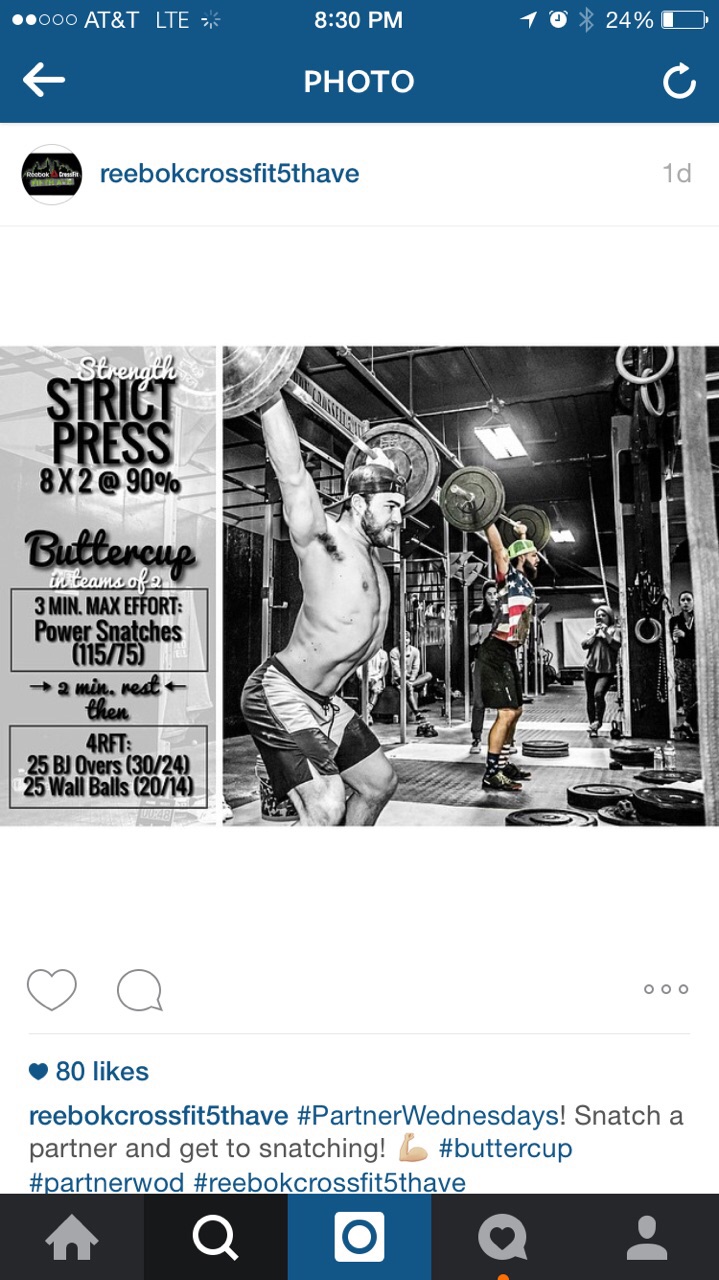 AT&T LTE 8:30 PM 24%
PHOTO
Reebok CrossFit
reebokcrossfit5thave 1d
Strength
STRICT
PRESS
8 X 2 @ 90%
Buttercup
in teams of 2
3 MIN. MAX EFFORT:
Power Snatches
(115/75)
→ 2 min. rest ←
then
4RFT:
25 BJ Overs (30/24)
25 Wall Balls (20/14)
80 likes
reebokcrossfit5thave #PartnerWednesdays! Snatch a
partner and get to snatching! 💪🏼 #buttercup
#partnerwod #reebokcrossfit5thave